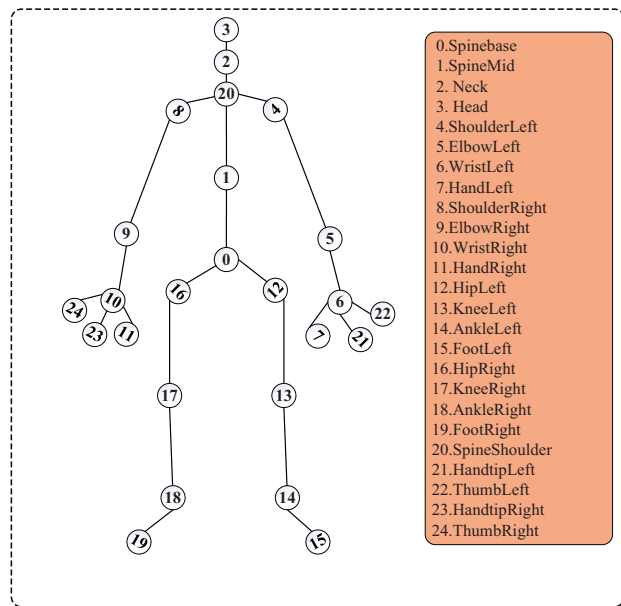 3
2
20
8
4
1
9
5
0
16
12
24
10
23
11
6
22
7
21
17
13
18
14
19
15
0.Spinebase
1.SpineMid
2. Neck
3. Head
4.ShoulderLeft
5.ElbowLeft
6.WristLeft
7.HandLeft
8.ShoulderRight
9.ElbowRight
10.WristRight
11.HandRight
12.HipLeft
13.KneeLeft
14.AnkleLeft
15.FootLeft
16.HipRight
17.KneeRight
18.AnkleRight
19.FootRight
20.SpineShoulder
21.HandtipLeft
22.ThumbLeft
23.HandtipRight
24.ThumbRight